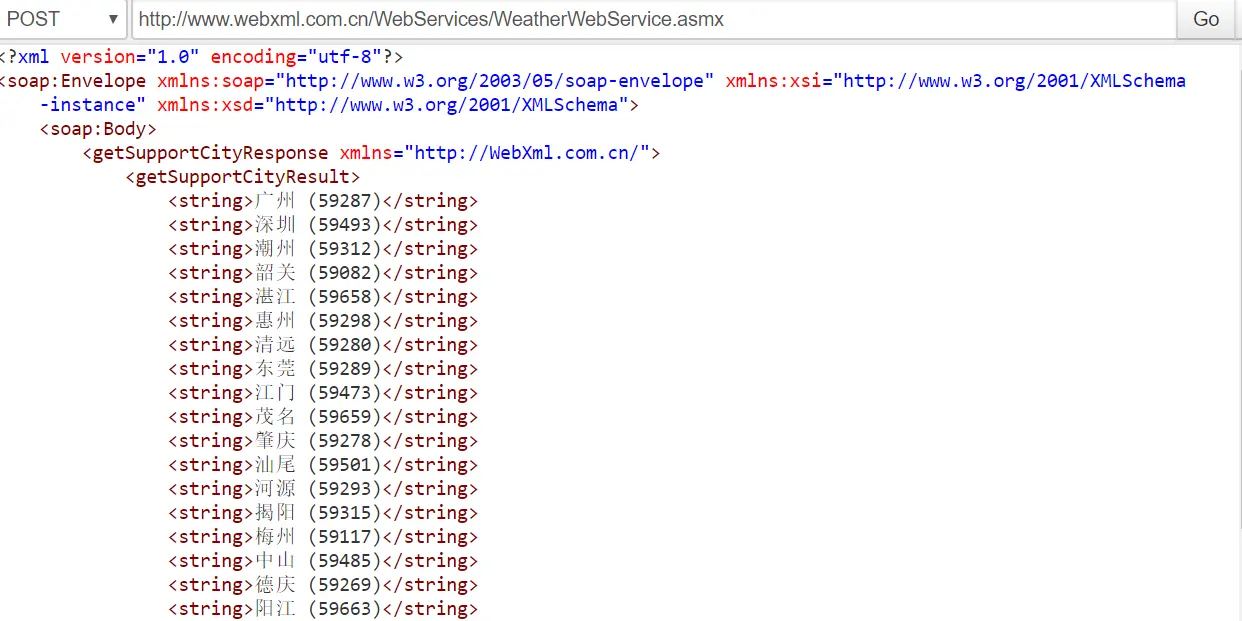 POST ▼ http://www.webxml.com.cn/WebServices/WeatherWebService.asmx Go
<?xml version="1.0" encoding="utf-8"?>
<soap:Envelope xmlns:soap="http://www.w3.org/2003/05/soap-envelope" xmlns:xsi="http://www.w3.org/2001/XMLSchema
-instance" xmlns:xsd="http://www.w3.org/2001/XMLSchema">
<soap:Body>
<getSupportCityResponse xmlns="http://WebXml.com.cn/">
<getSupportCityResult>
<string>广州 (59287)</string>
<string>深圳 (59493)</string>
<string>潮州 (59312)</string>
<string>韶关 (59082)</string>
<string>湛江 (59658)</string>
<string>惠州 (59298)</string>
<string>清远 (59280)</string>
<string>东莞 (59289)</string>
<string>江门 (59473)</string>
<string>茂名 (59659)</string>
<string>肇庆 (59278)</string>
<string>汕尾 (59501)</string>
<string>河源 (59293)</string>
<string>揭阳 (59315)</string>
<string>梅州 (59117)</string>
<string>中山 (59485)</string>
<string>德庆 (59269)</string>
<string>阳江 (59663)</string>